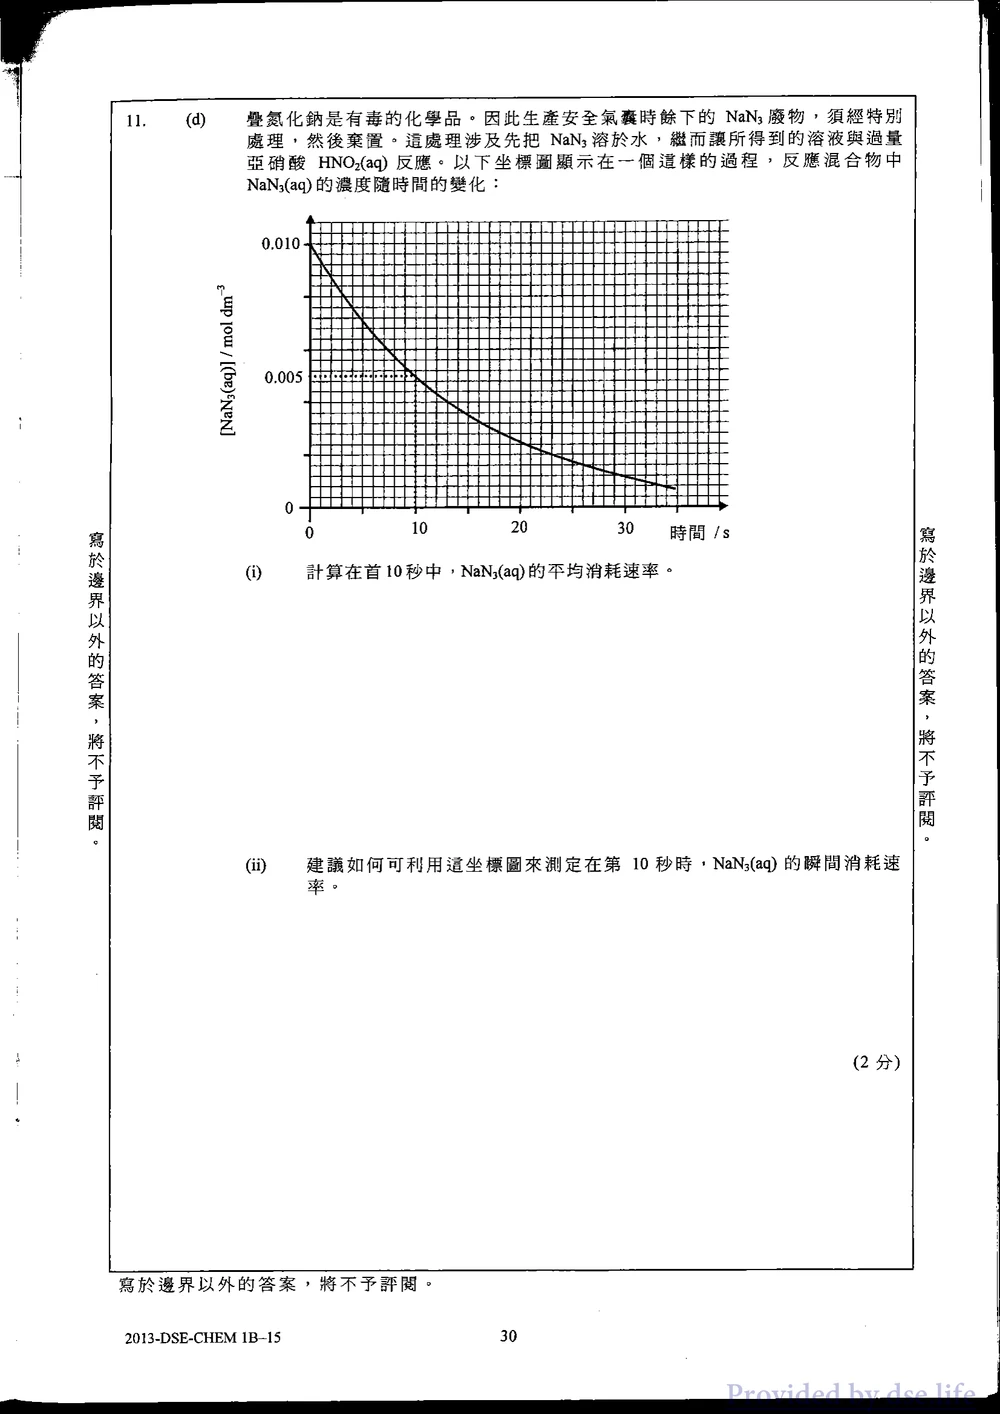 11. (d) 疊氮化鈉是有毒的化學品。因此生產安全氣囊時餘下的 NaN₃ 廢物，須經特別
處理，然後棄置。這處理涉及先把 NaN₃ 溶於水，繼而讓所得到的溶液與過量
亞硝酸 HNO₂(aq) 反應。以下坐標圖顯示在一個這樣的過程，反應混合物中
NaN₃(aq) 的濃度隨時間的變化：
0.010
[NaN₃(aq)] / mol dm⁻³
0.005
0
0 10 20 30 時間 / s
(i) 計算在首 10 秒中，NaN₃(aq) 的平均消耗速率。
(ii) 建議如何可利用這坐標圖來測定在第 10 秒時，NaN₃(aq) 的瞬間消耗速
率。
(2 分)
寫於邊界以外的答案，將不予評閱。
寫於邊界以外的答案，將不予評閱。
寫於邊界以外的答案，將不予評閱。
2013-DSE-CHEM 1B–15 30
Provided by dse.life